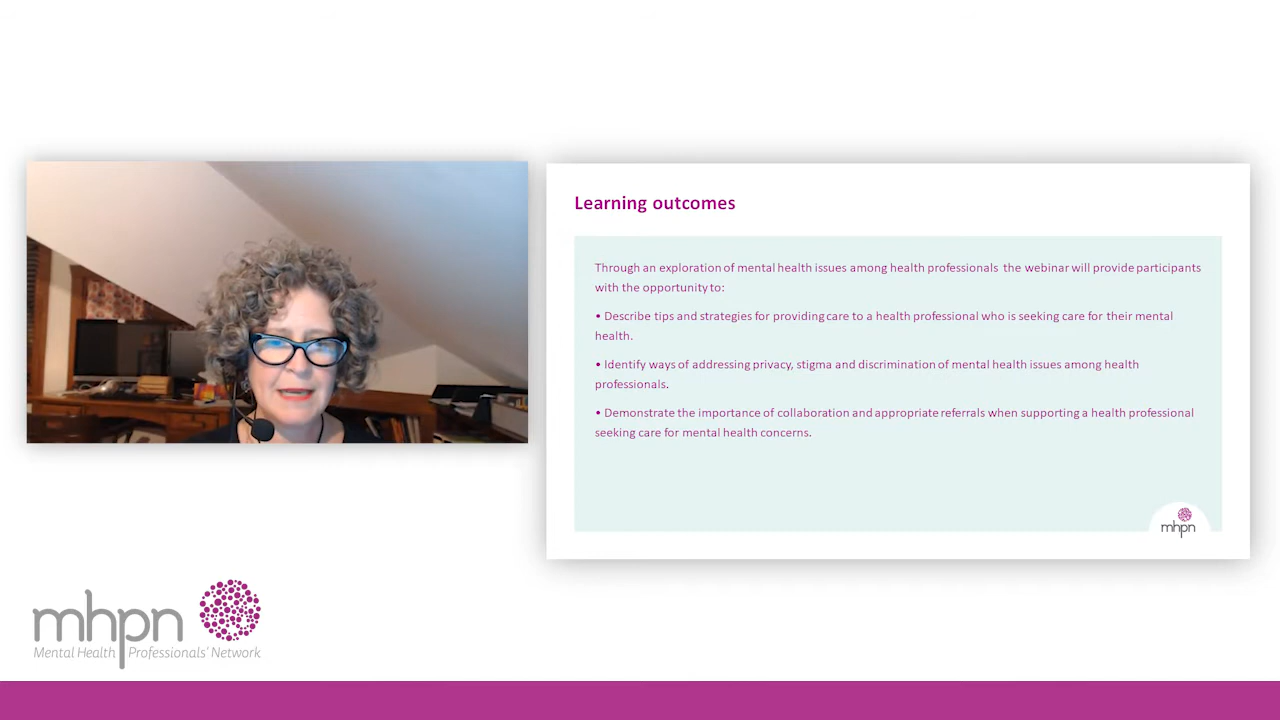 Learning outcomes
Through an exploration of mental health issues among health professionals the webinar will provide participants
with the opportunity to:
• Describe tips and strategies for providing care to a health professional who is seeking care for their mental
health.
• Identify ways of addressing privacy, stigma and discrimination of mental health issues among health
professionals.
• Demonstrate the importance of collaboration and appropriate referrals when supporting a health professional
seeking care for mental health concerns.
mhpn
mhpn
Mental Health Professionals' Network